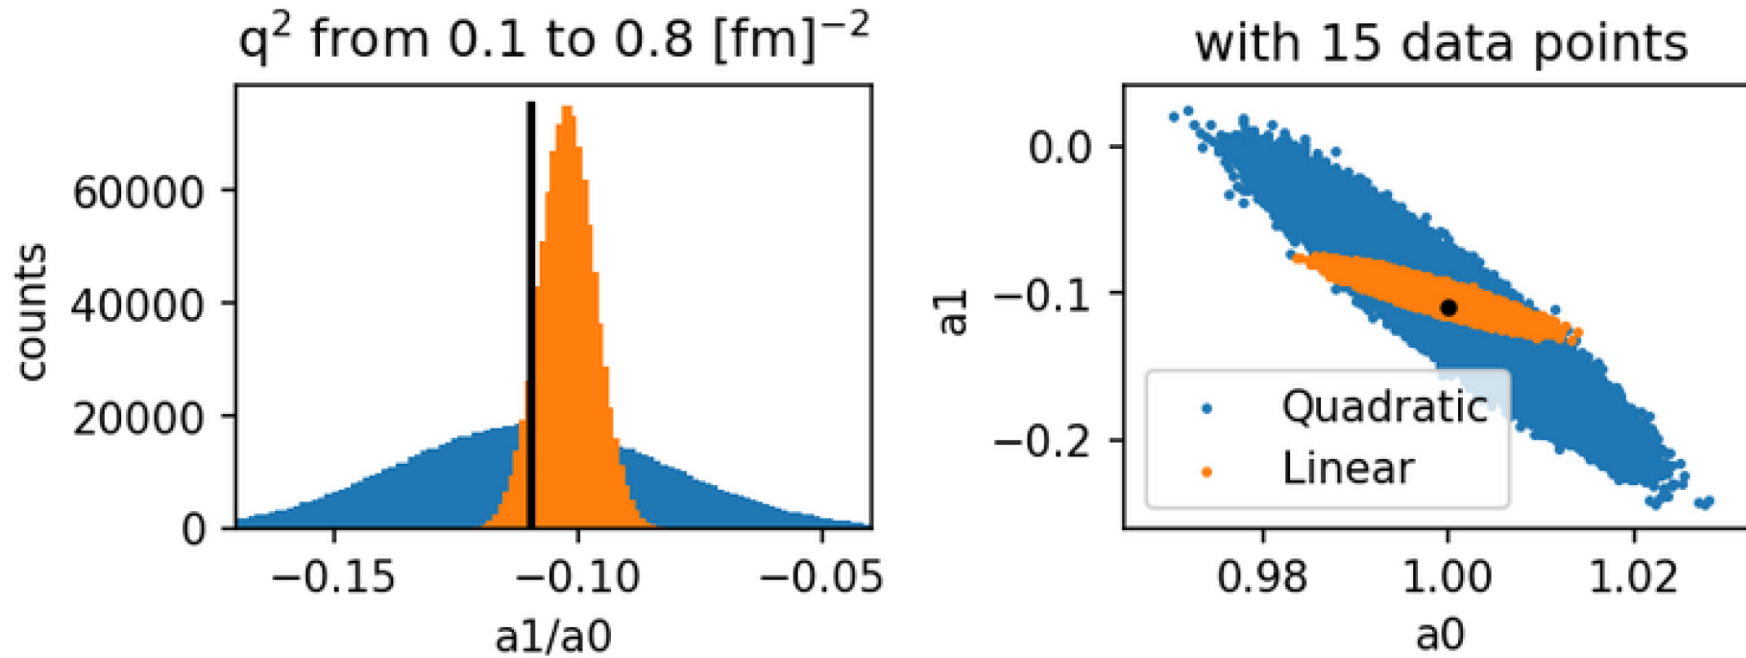 q² from 0.1 to 0.8 [fm]⁻²
counts
60000
40000
20000
0
−0.15
−0.10
−0.05
a1/a0
with 15 data points
a1
0.0
−0.1
−0.2
Quadratic
Linear
0.98
1.00
1.02
a0